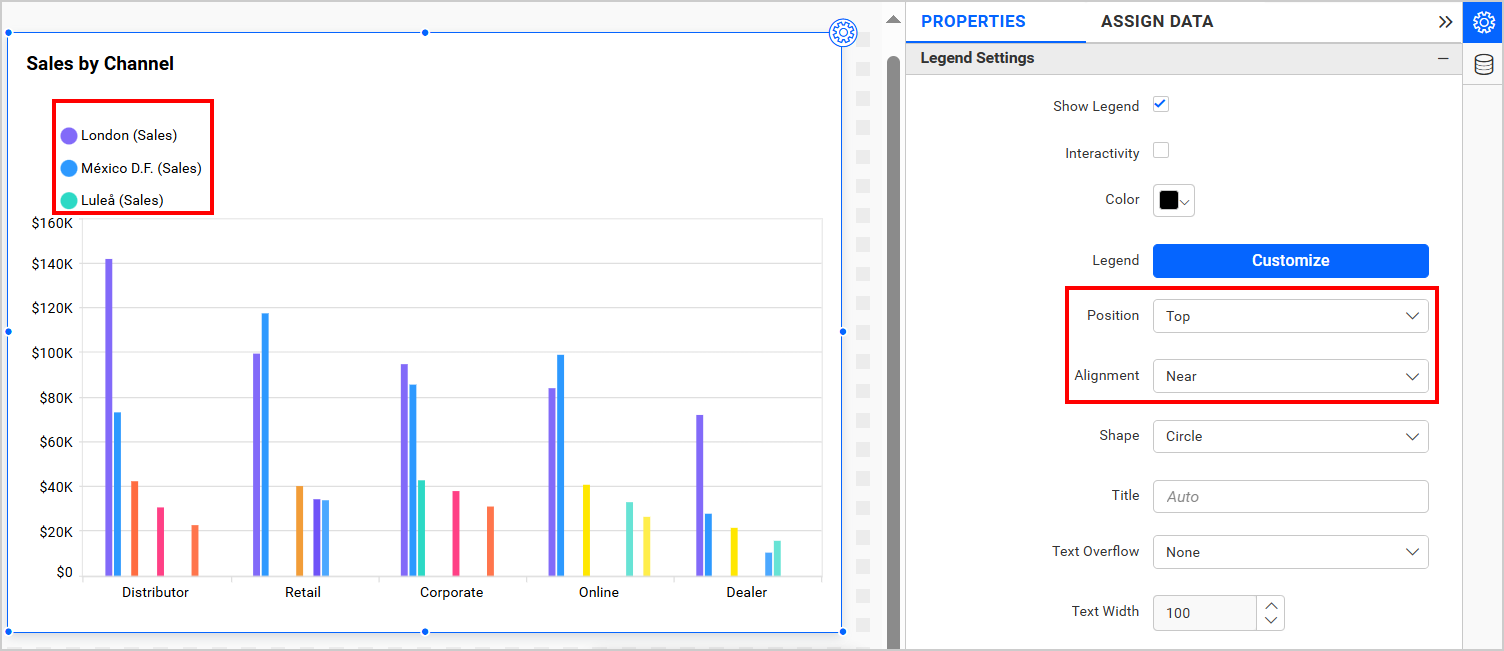 Sales by Channel
London (Sales)
México D.F. (Sales)
Luleå (Sales)
$160K
$140K
$120K
$100K
$80K
$60K
$40K
$20K
$0
Distributor Retail Corporate Online Dealer
PROPERTIES ASSIGN DATA
Legend Settings
Show Legend
Interactivity
Color
Legend Customize
Position Top
Alignment Near
Shape Circle
Title Auto
Text Overflow None
Text Width 100